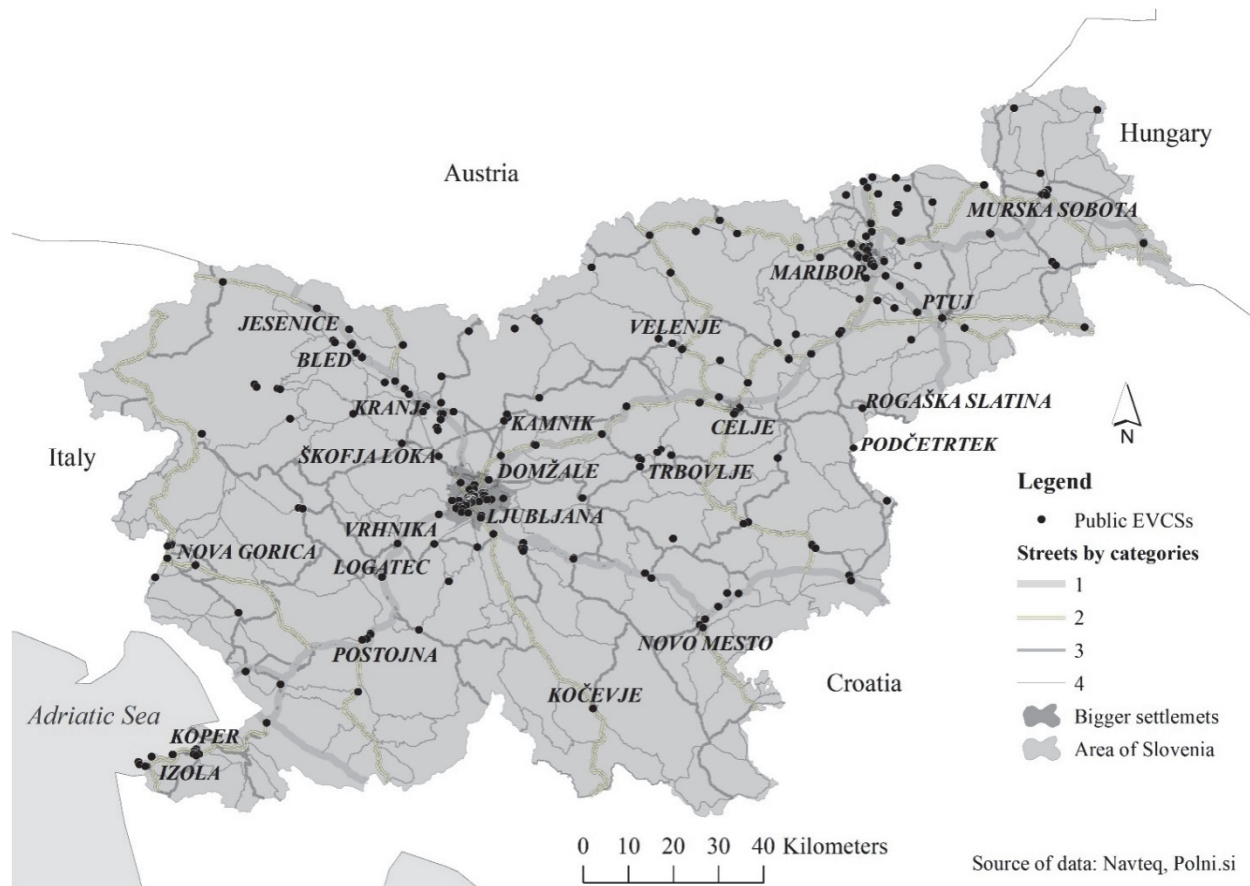 Hungary
Austria
MURSKA SOBOTA
MARIBOR
PTUJ
JESENICE
VELENJE
BLED
ROGAŠKA SLATINA
KRANJ
KAMNIK
CELJE
N
Italy
ŠKOFJA LOKA
PODČETRTEK
DOMŽALE
TRBOVLJE
Legend
LJUBLJANA
Public EVCSs
VRHNIKA
Streets by categories
NOVA GORICA
LOGATEC
1
2
NOVO MESTO
3
POSTOJNA
Croatia
4
KOČEVJE
Adriatic Sea
Bigger settlemets
KOPER
Area of Slovenia
IZOLA
0 10 20 30 40 Kilometers
Source of data: Navteq, Polni.si